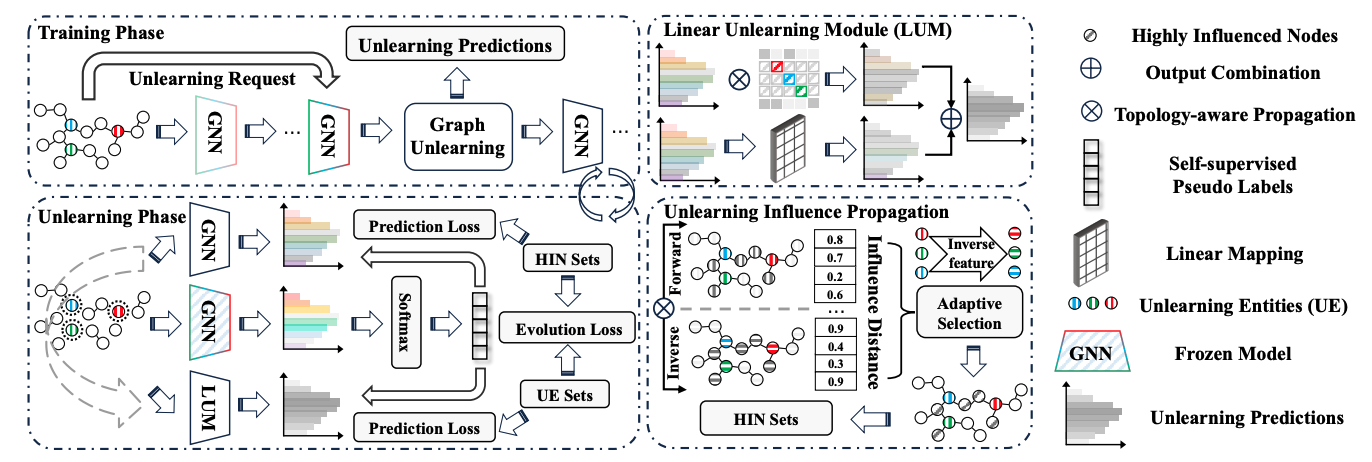 Training Phase
Unlearning Predictions
Unlearning Request
GNN
...
GNN
Graph
Unlearning
GNN
...
Unlearning Phase
GNN
Prediction Loss
HIN Sets
GNN
Softmax
Evolution Loss
LUM
UE Sets
Prediction Loss
Linear Unlearning Module (LUM)
Unlearning Influence Propagation
Forward
Inverse
0.8
0.7
0.2
0.6
...
0.9
0.4
0.3
0.9
Influence Distance
Inverse
feature
Adaptive
Selection
HIN Sets
Highly Influenced Nodes
Output Combination
Topology-aware Propagation
Self-supervised
Pseudo Labels
Linear Mapping
Unlearning Entities (UE)
GNN
Frozen Model
Unlearning Predictions